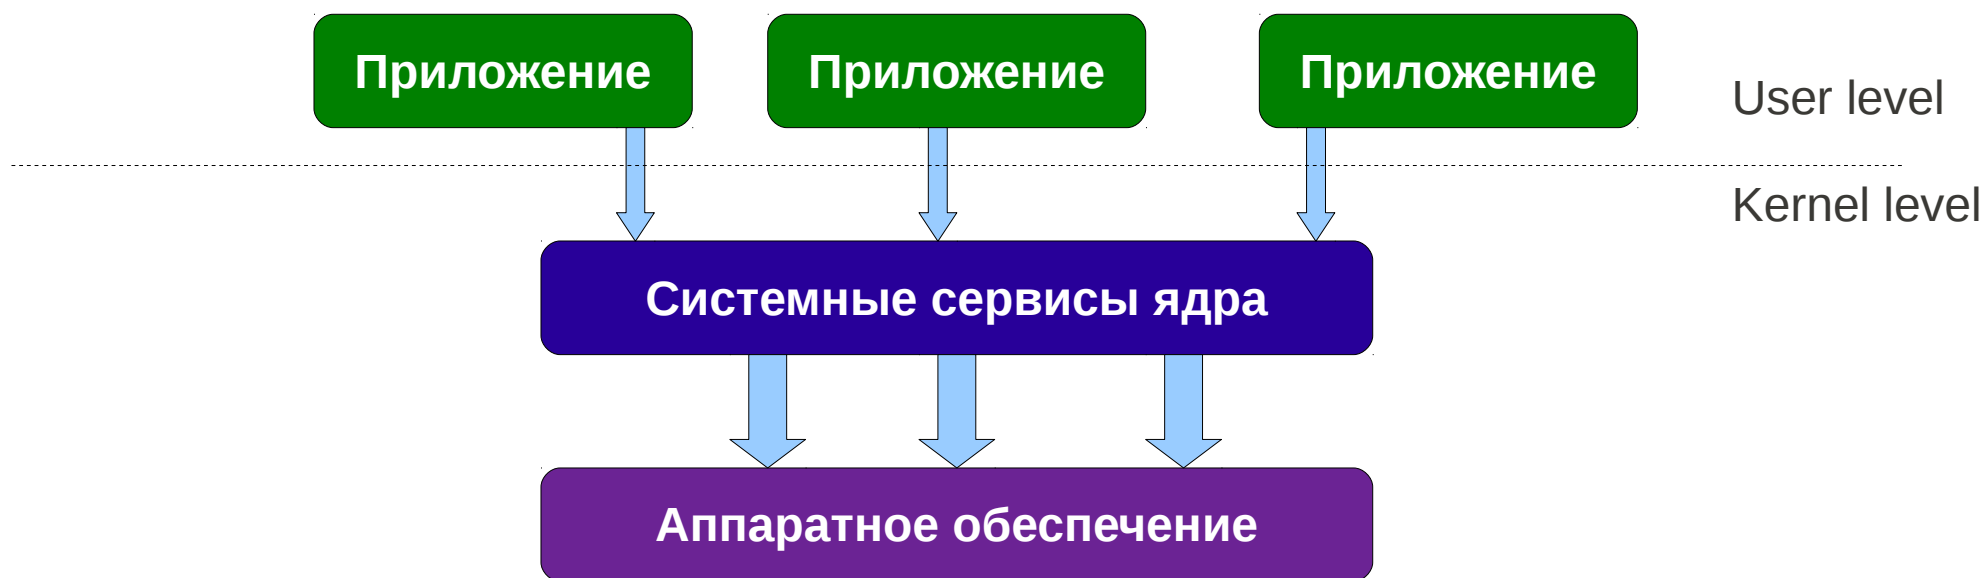 Приложение
Приложение
Приложение
User level
Kernel level
Системные сервисы ядра
Аппаратное обеспечение